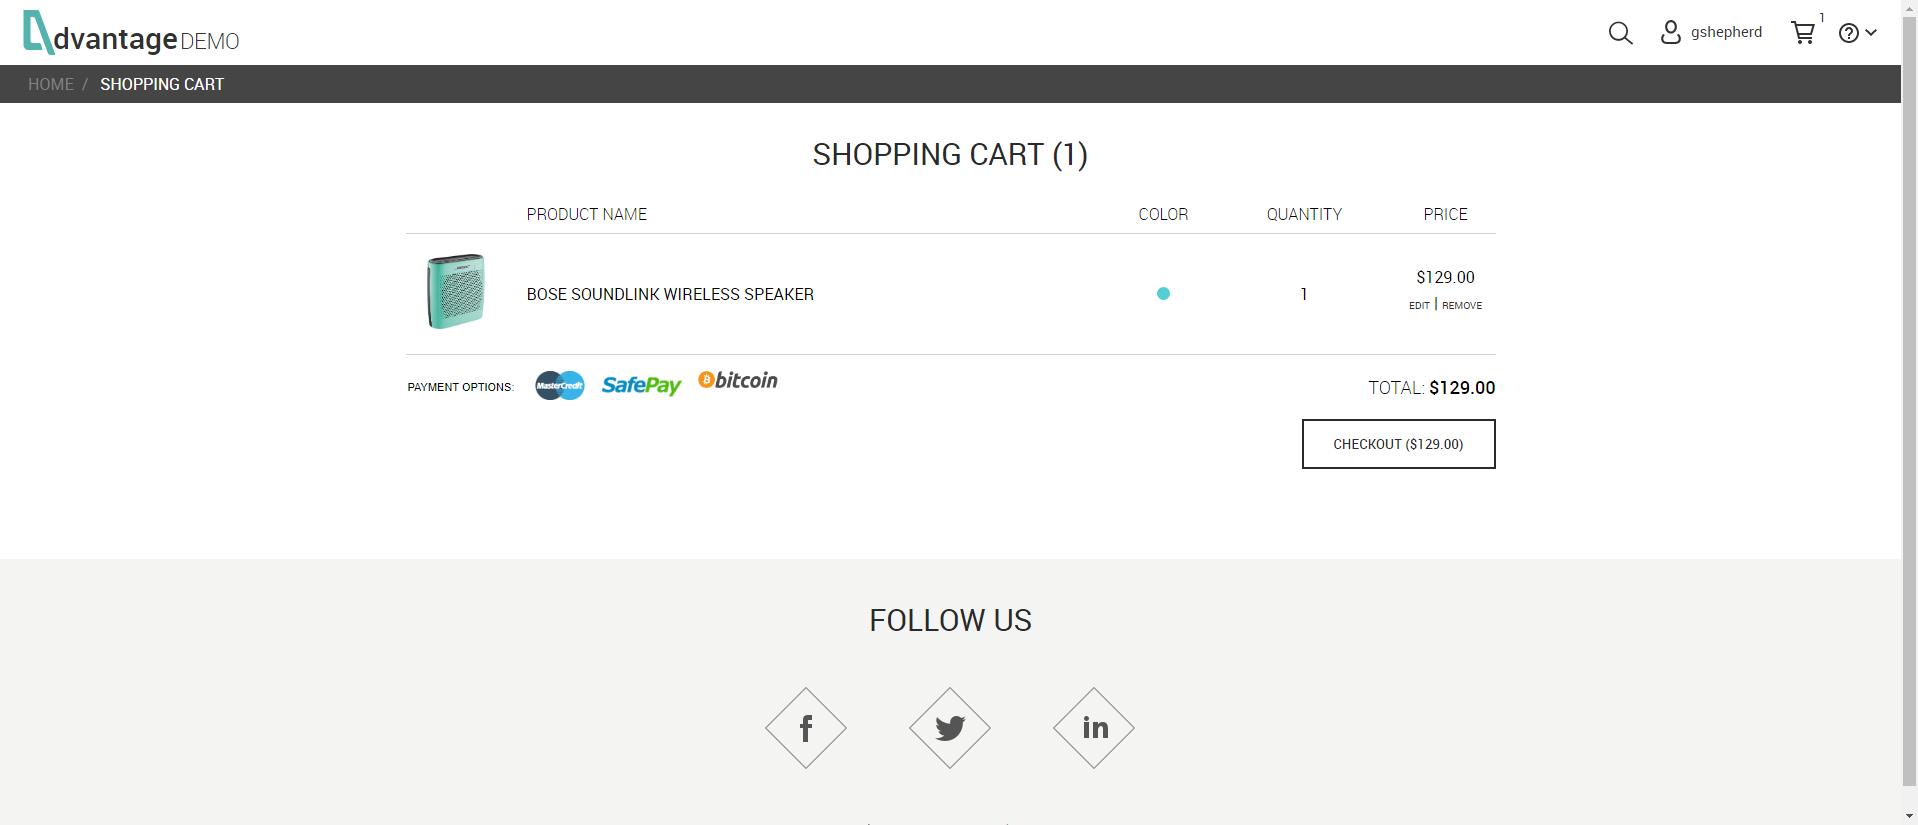 dvantage DEMO
gshepherd
1
HOME / SHOPPING CART
SHOPPING CART (1)
PRODUCT NAME COLOR QUANTITY PRICE
BOSE SOUNDLINK WIRELESS SPEAKER 1 $129.00
EDIT | REMOVE
PAYMENT OPTIONS: MasterCredit SafePay bitcoin TOTAL: $129.00
CHECKOUT ($129.00)
FOLLOW US
f in